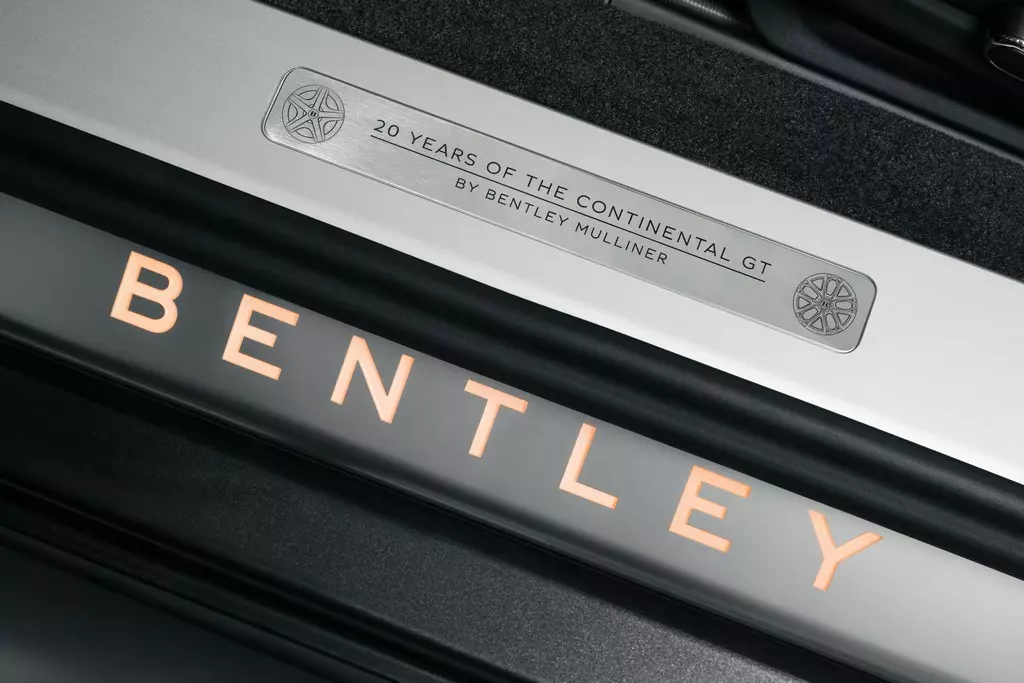 20 YEARS OF THE CONTINENTAL GT
BY BENTLEY MULLINER
BENTLEY